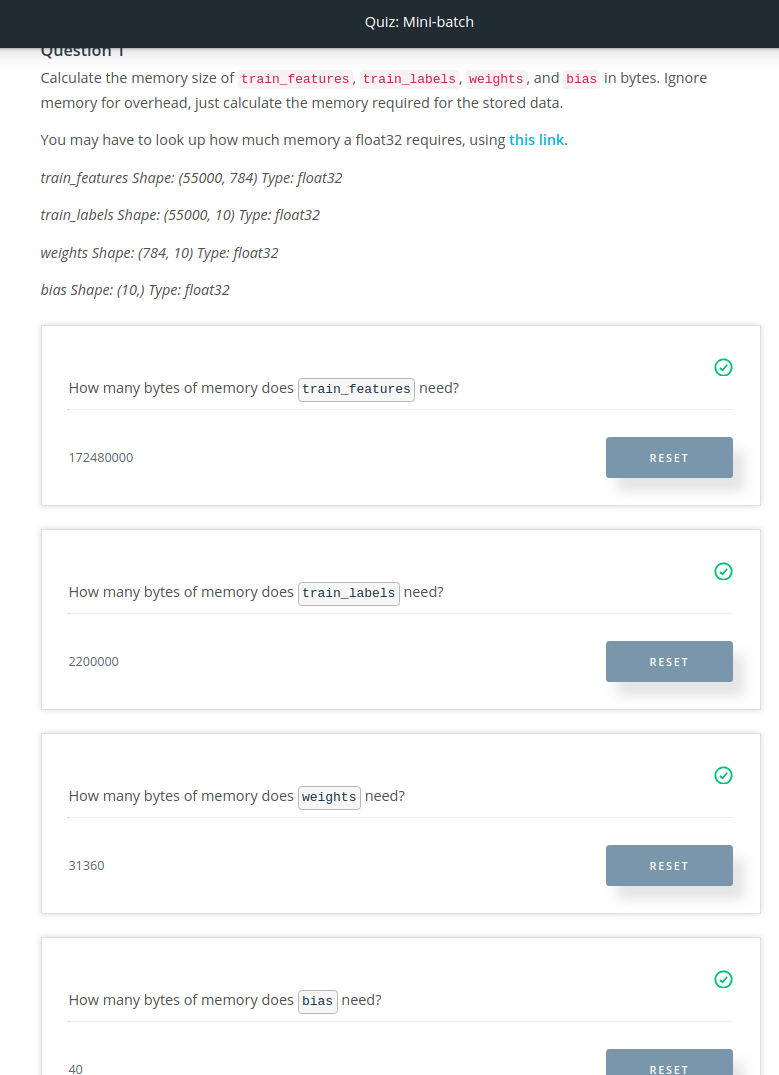 Quiz: Mini-batch
Question 1
Calculate the memory size of train_features, train_labels, weights, and bias in bytes. Ignore
memory for overhead, just calculate the memory required for the stored data.
You may have to look up how much memory a float32 requires, using this link.
train_features Shape: (55000, 784) Type: float32
train_labels Shape: (55000, 10) Type: float32
weights Shape: (784, 10) Type: float32
bias Shape: (10,) Type: float32
How many bytes of memory does train_features need?
172480000
RESET
How many bytes of memory does train_labels need?
2200000
RESET
How many bytes of memory does weights need?
31360
RESET
How many bytes of memory does bias need?
40
RESET